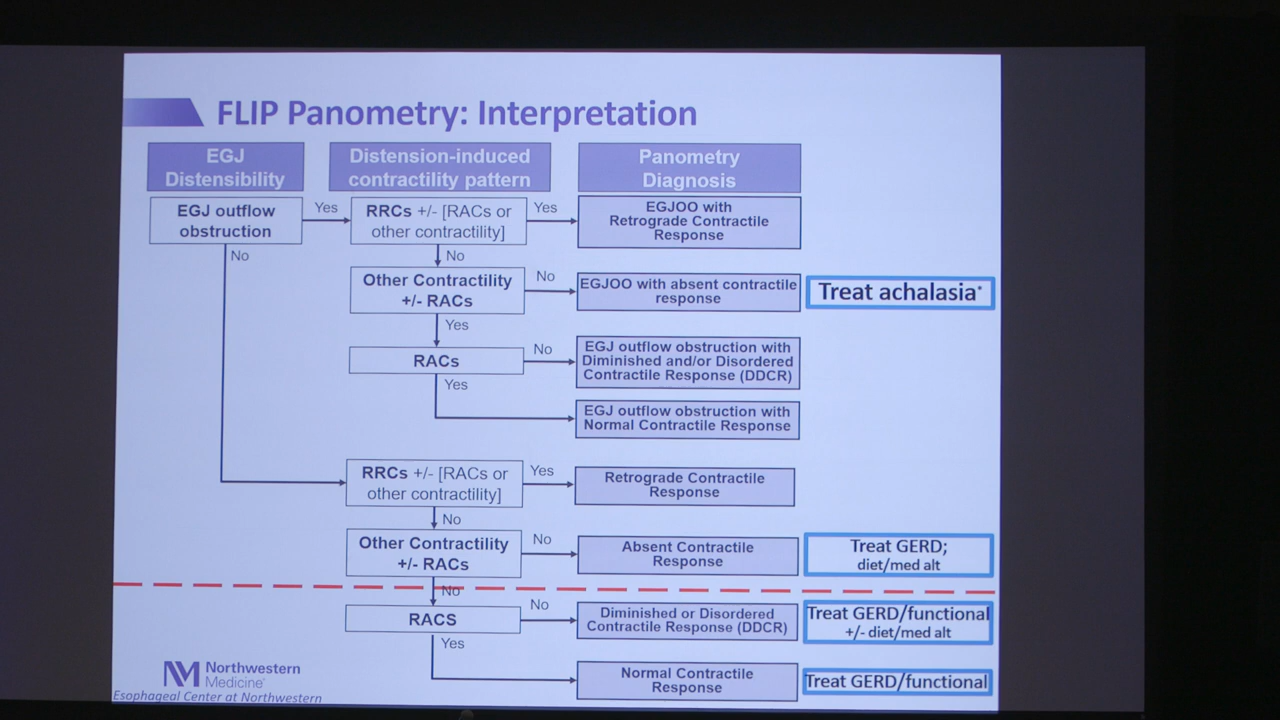 FLIP Panometry: Interpretation
EGJ
Distensibility
Distension-induced
contractility pattern
Panometry
Diagnosis
EGJ outflow
obstruction
Yes
RRCs +/- [RACs or
other contractility]
Yes
EGJOO with
Retrograde Contractile
Response
No
No
Other Contractility
+/- RACs
No
EGJOO with absent contractile
response
Treat achalasia*
Yes
RACs
No
EGJ outflow obstruction with
Diminished and/or Disordered
Contractile Response (DDCR)
Yes
EGJ outflow obstruction with
Normal Contractile Response
RRCs +/- [RACs or
other contractility]
Yes
Retrograde Contractile
Response
No
Other Contractility
+/- RACs
No
Absent Contractile
Response
Treat GERD;
diet/med alt
No
RACS
No
Diminished or Disordered
Contractile Response (DDCR)
Treat GERD/functional
+/- diet/med alt
Yes
Normal Contractile
Response
Treat GERD/functional
NM
Northwestern
Medicine
Esophageal Center at Northwestern